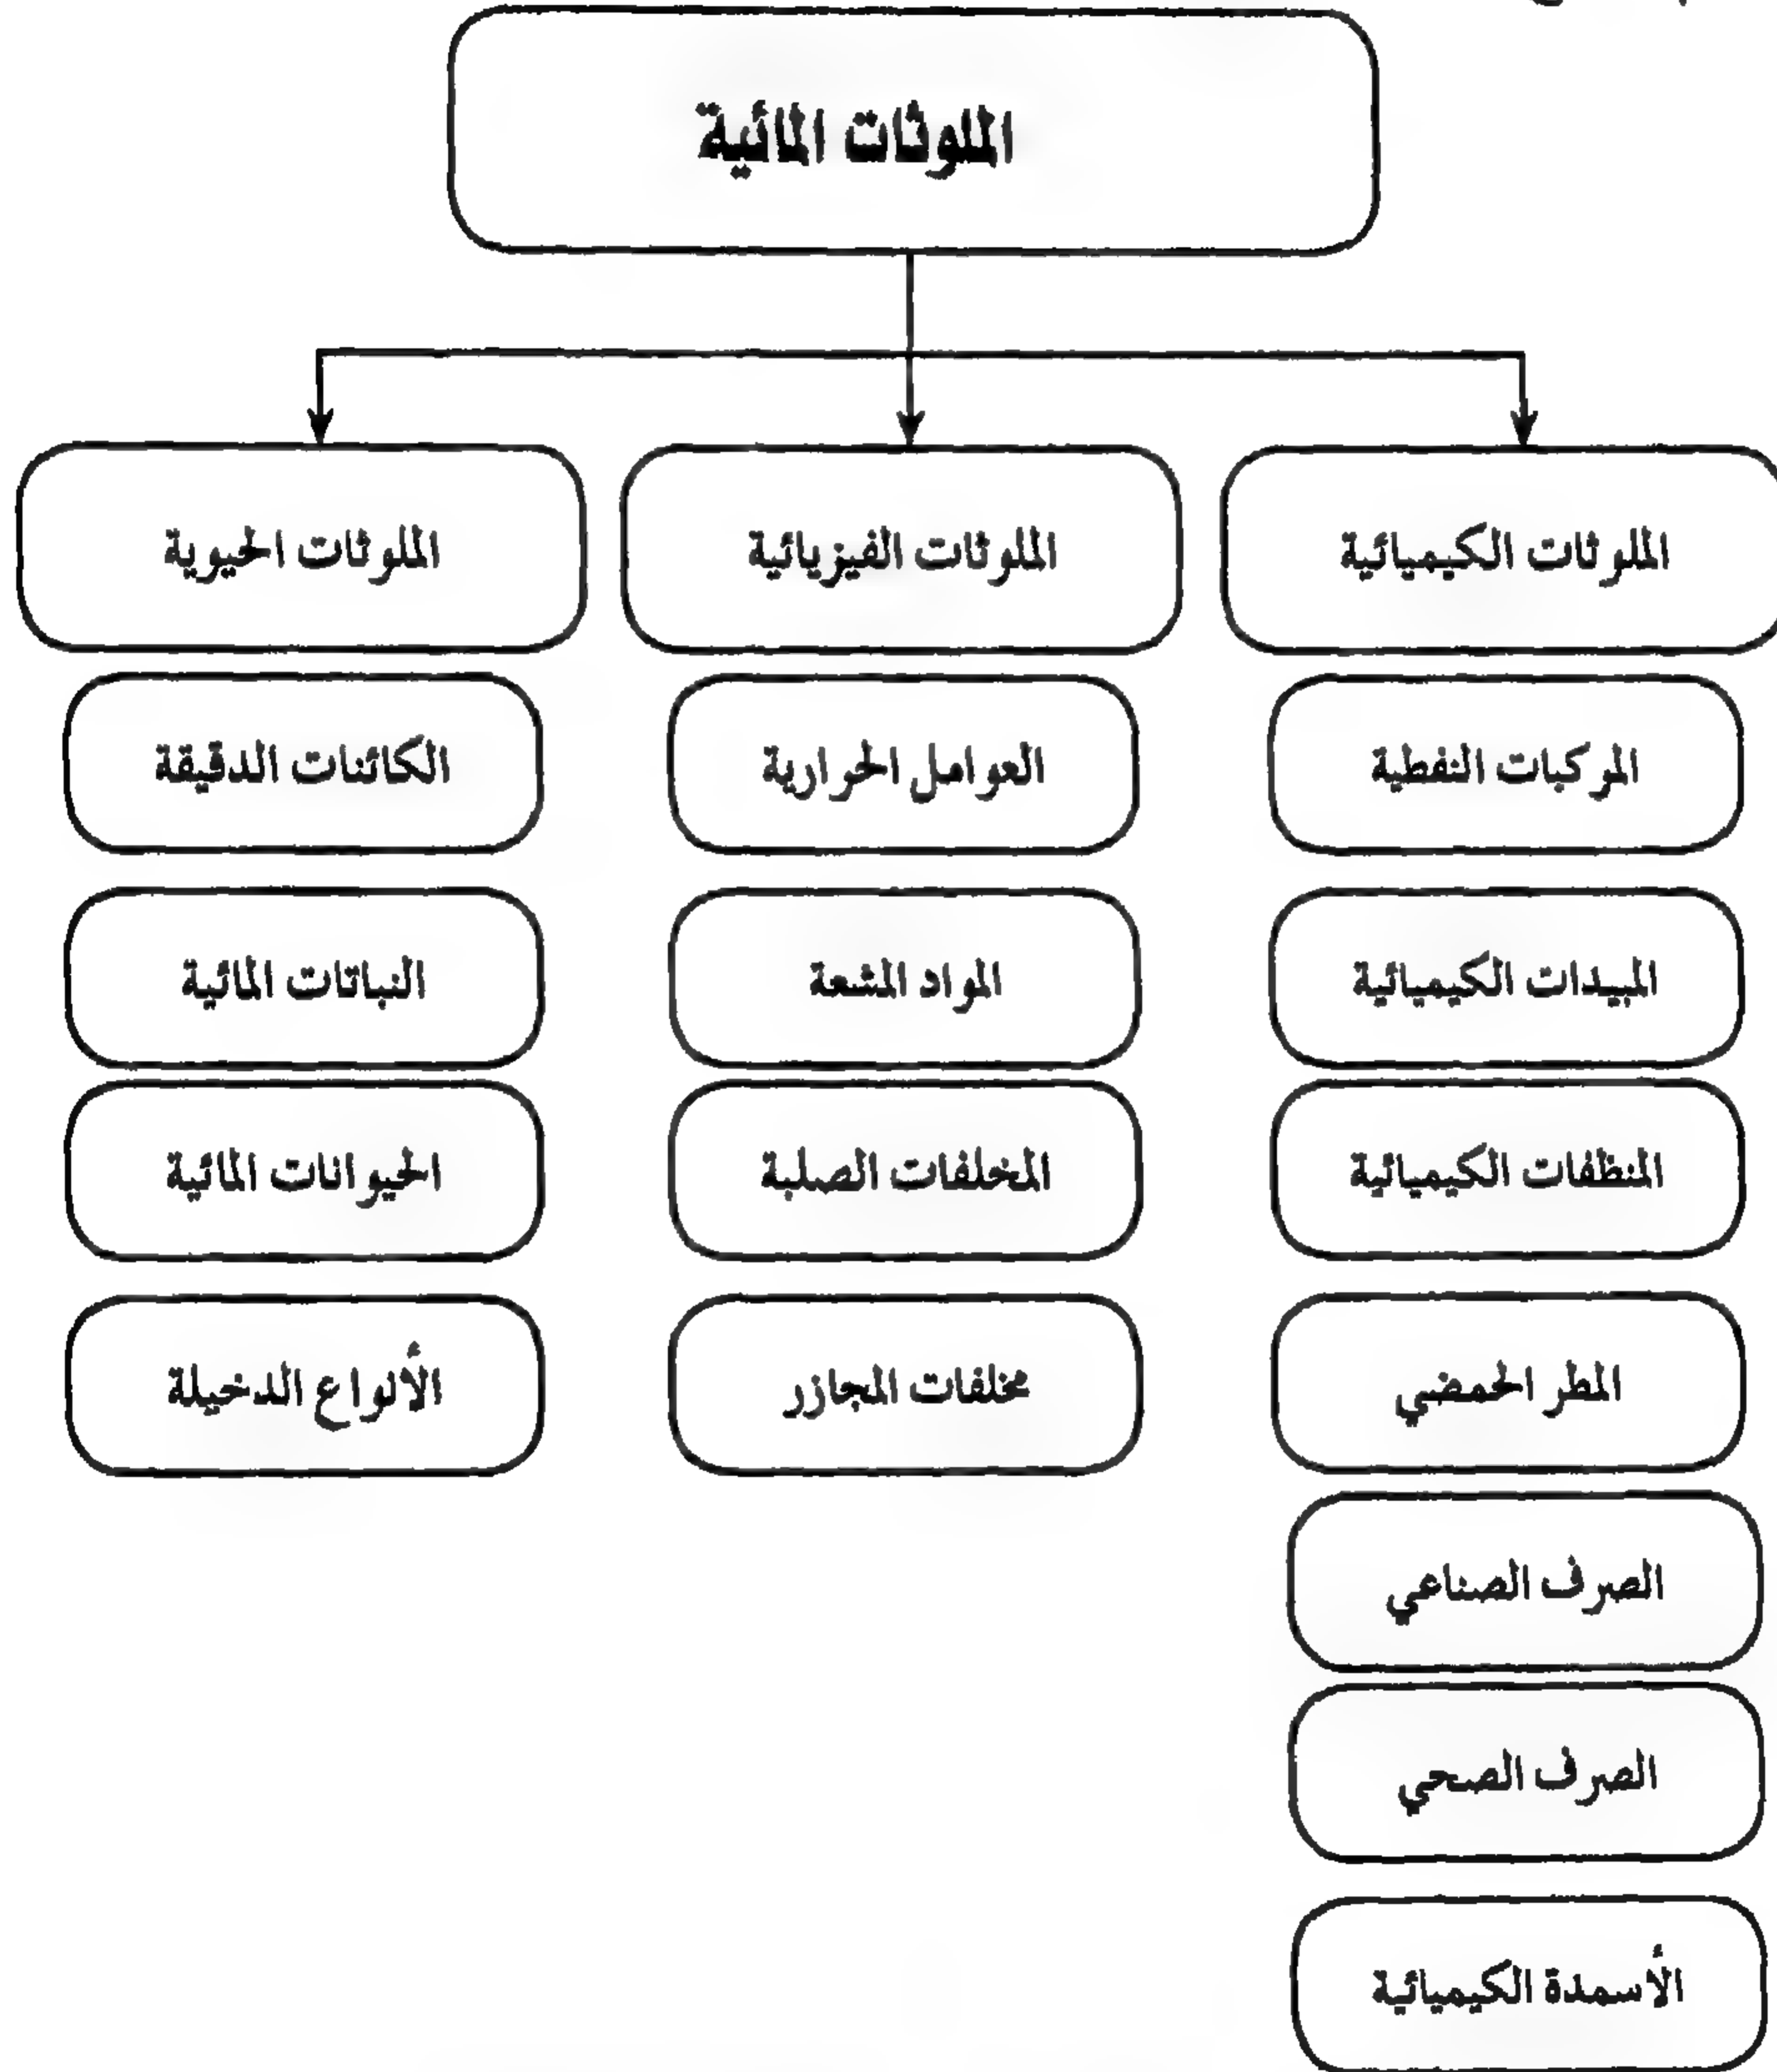 الملوثات المائية
الملوثات الكيميائية
الملوثات الفيزيائية
الملوثات الحيوية
المركبات النفطية
العوامل الحرارية
الكائنات الدقيقة
المبيدات الكيميائية
المواد المشعة
النباتات المائية
المنظفات الكيميائية
المخلفات الصلبة
الحيوانات المائية
المطر الحمضي
مخلفات المجازر
الأنواع الدخيلة
الصرف الصناعي
الصرف الصحي
الأسمدة الكيميائية